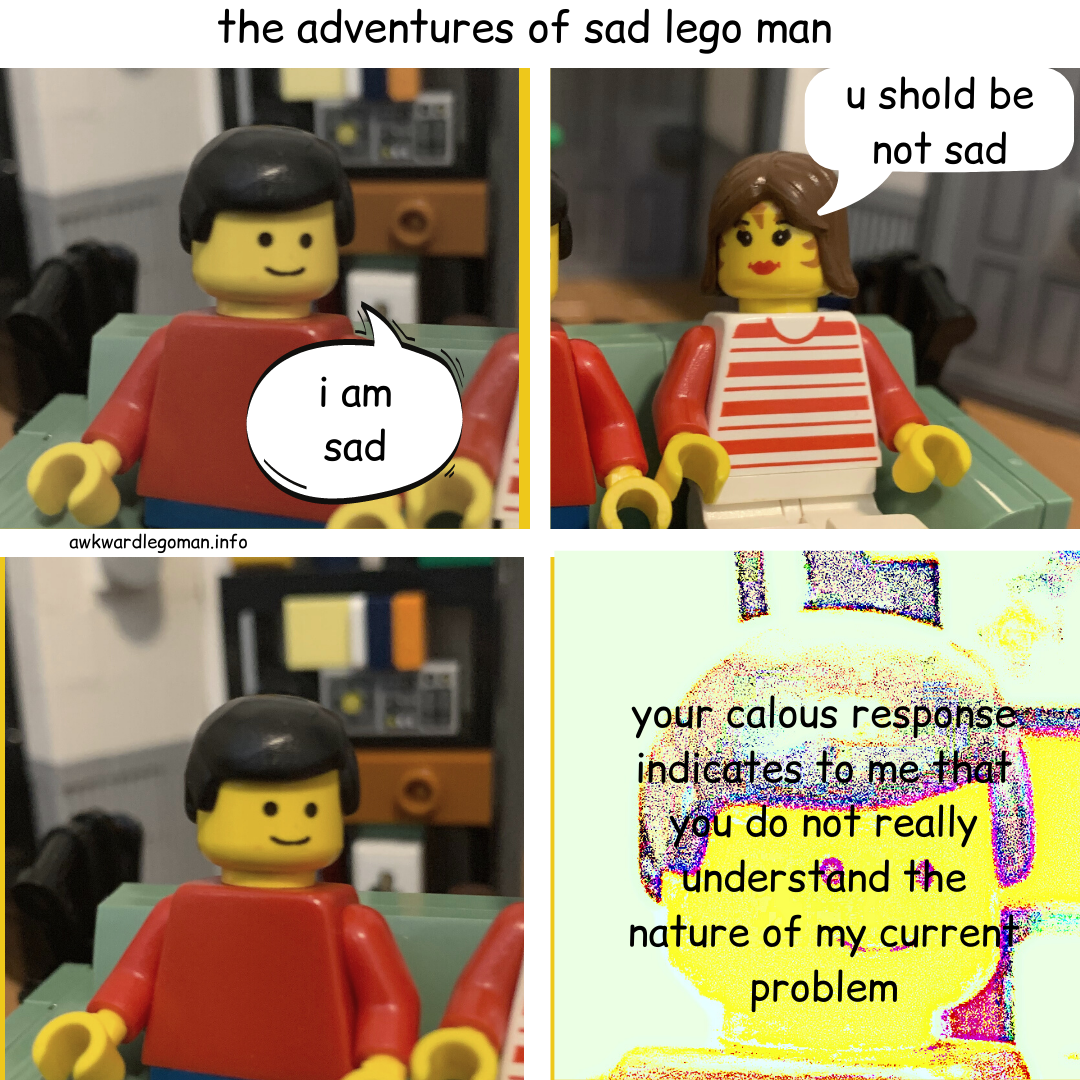 the adventures of sad lego man
i am
sad
u shold be
not sad
awkwardlegoman.info
your calous response
indicates to me that
you do not really
understand the
nature of my current
problem